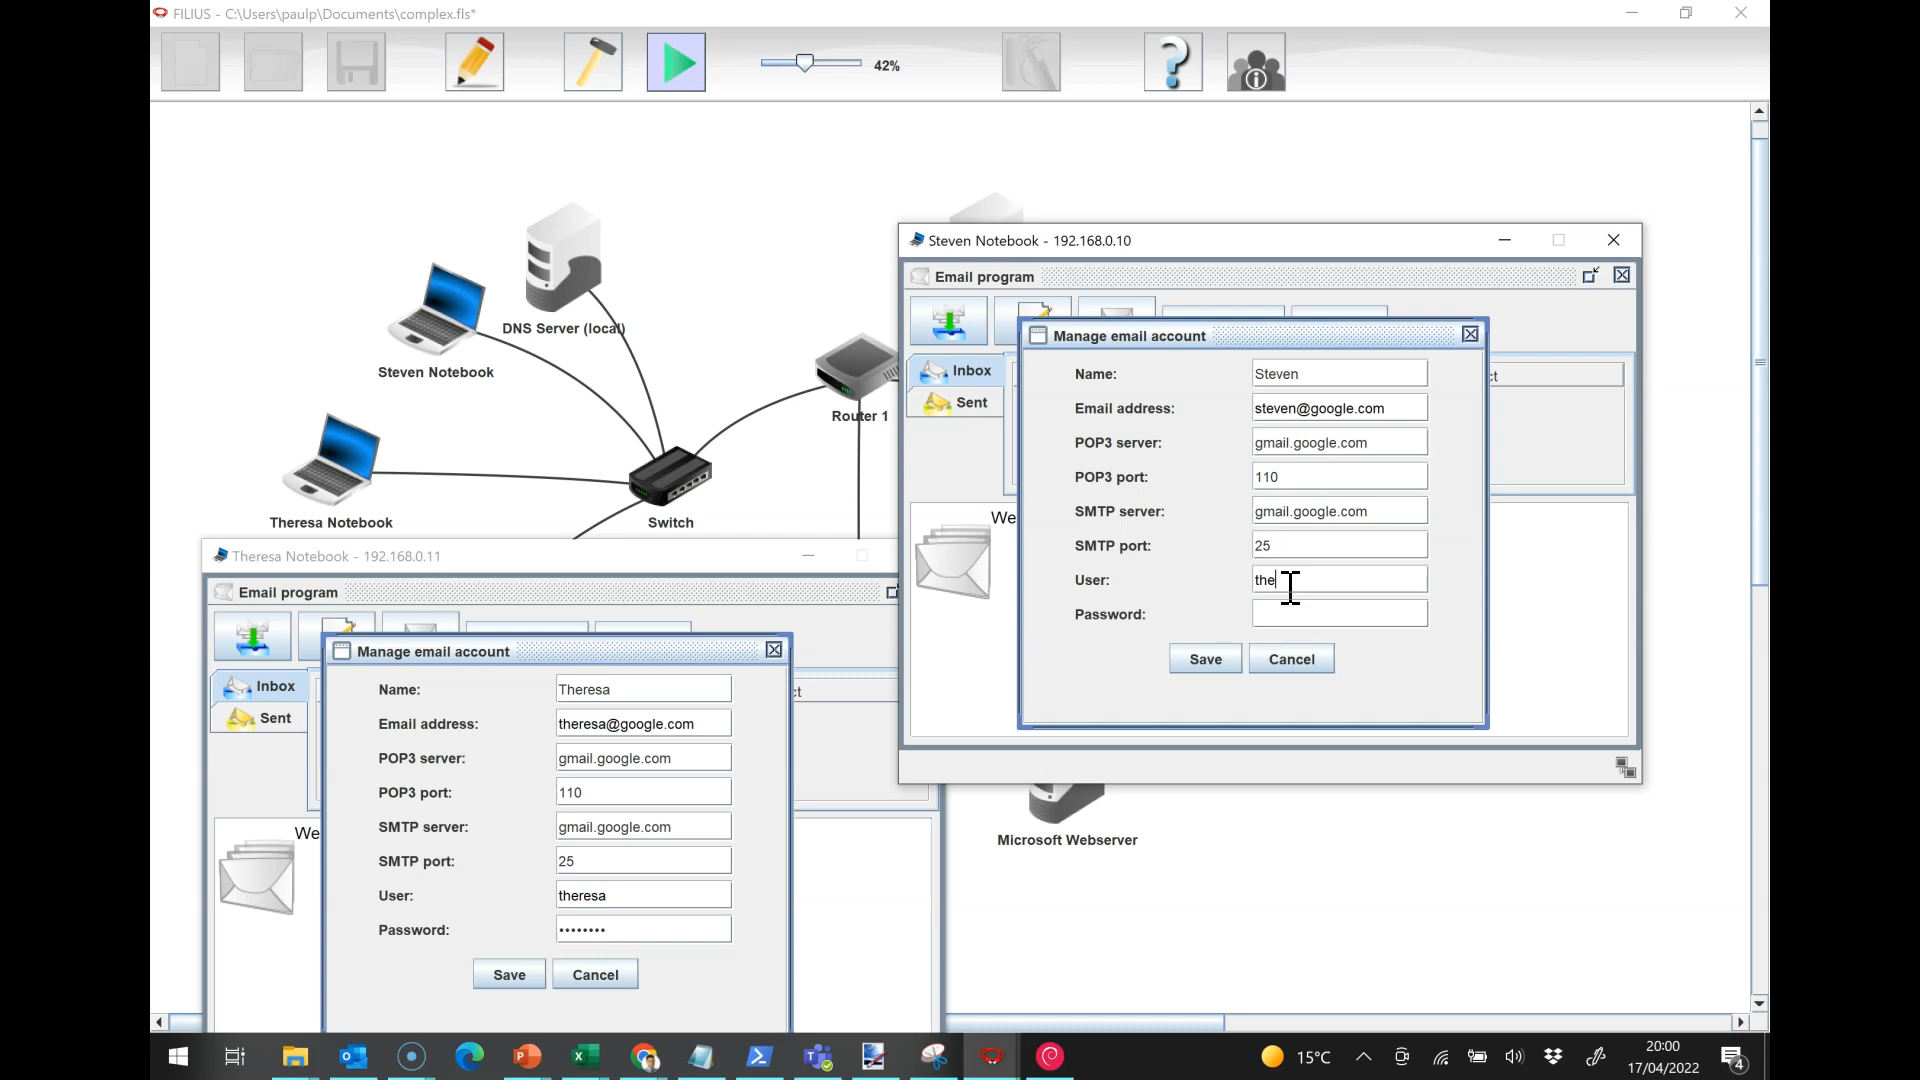 FILIUS - C:\Users\paulp\Documents\complex.fls*
42%
DNS Server (local)
Steven Notebook
Router 1
Theresa Notebook
Switch
Microsoft Webserver
Steven Notebook - 192.168.0.10
Email program
Inbox
Sent
ct
We
Manage email account
Name: Steven
Email address: steven@google.com
POP3 server: gmail.google.com
POP3 port: 110
SMTP server: gmail.google.com
SMTP port: 25
User: the
Password:
Save Cancel
Theresa Notebook - 192.168.0.11
Email program
Inbox
Sent
ct
We
Manage email account
Name: Theresa
Email address: theresa@google.com
POP3 server: gmail.google.com
POP3 port: 110
SMTP server: gmail.google.com
SMTP port: 25
User: theresa
Password: ••••••••
Save Cancel
15°C
20:00
17/04/2022
4